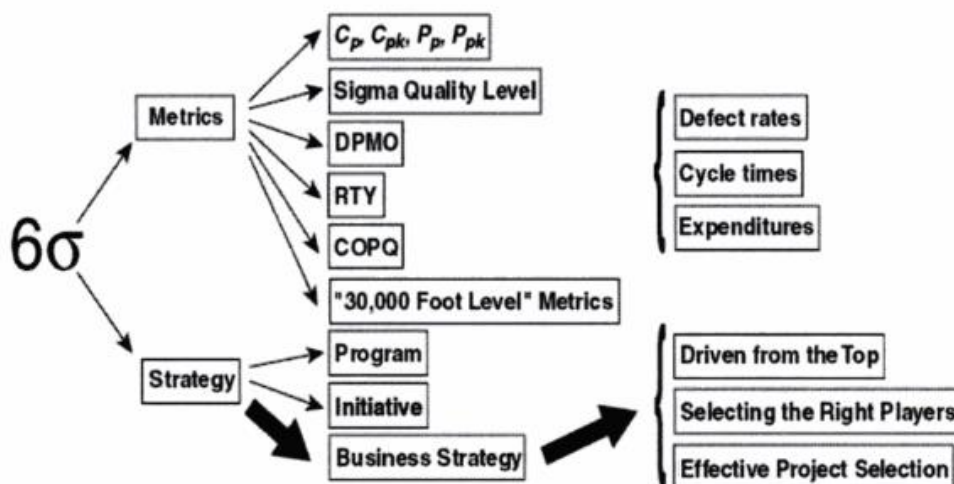 6σ
Metrics
Cp, Cpk, Pp, Ppk
Sigma Quality Level
DPMO
RTY
COPQ
"30,000 Foot Level" Metrics
Defect rates
Cycle times
Expenditures
Strategy
Program
Initiative
Business Strategy
Driven from the Top
Selecting the Right Players
Effective Project Selection